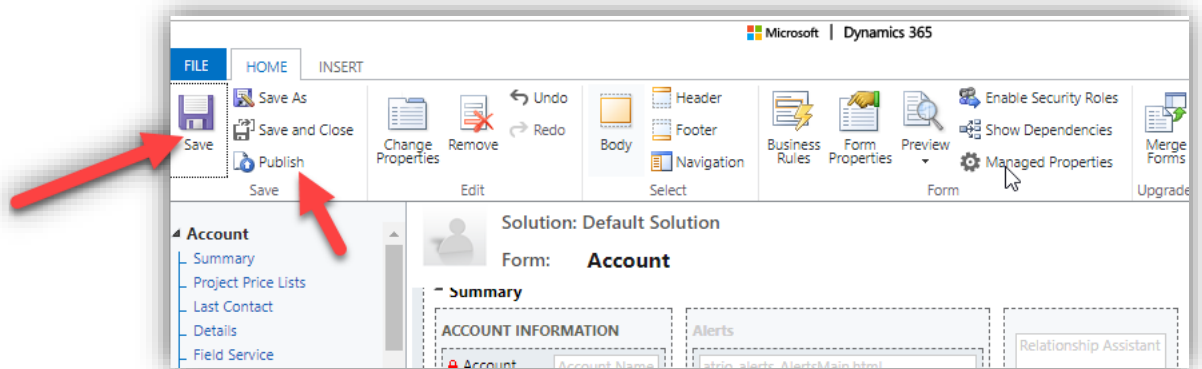 Microsoft | Dynamics 365
FILE HOME INSERT
Save
Save As
Save and Close
Publish
Save
Change Properties
Remove
Undo
Redo
Edit
Body
Header
Footer
Navigation
Select
Business Rules
Form Properties
Preview
Enable Security Roles
Show Dependencies
Managed Properties
Form
Merge Forms
Upgrade
Account
Summary
Project Price Lists
Last Contact
Details
Field Service
Solution: Default Solution
Form: Account
Summary
ACCOUNT INFORMATION
Account
Account Name
Alerts
atrio_alerts_AlertsMain.html
Relationship Assistant